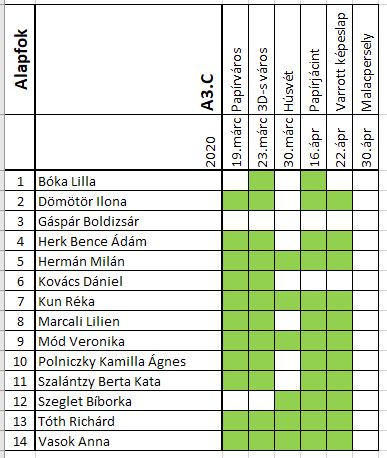 Alapfok
A3.C
2020
19.márc Papírváros
23.márc 3D-s város
30.márc Húsvét
16.ápr Papírjácint
22.ápr Varrott képeslap
30.ápr Malacpersely
1 Bóka Lilla
2 Dömötör Ilona
3 Gáspár Boldizsár
4 Herk Bence Ádám
5 Hermán Milán
6 Kovács Dániel
7 Kun Réka
8 Marcali Lilien
9 Mód Veronika
10 Polniczky Kamilla Ágnes
11 Szalántzy Berta Kata
12 Szeglet Bíborka
13 Tóth Richárd
14 Vasok Anna